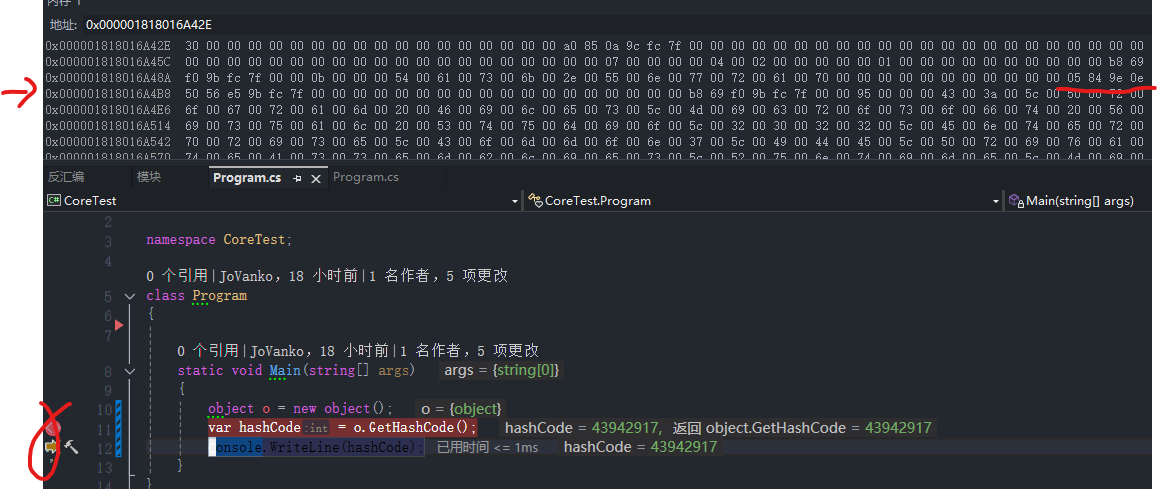 内存 1
地址: 0x000001818016A42E
0x000001818016A42E 30 00 00 00 00 00 00 00 00 00 00 00 00 00 00 00 00 00 a0 85 0a 9c fc 7f 00 00 00 00 00 00 00 00 00 00 00 00 00 00 00 00 00 00 00 00 00 00
0x000001818016A45C 00 00 00 00 00 00 00 00 00 00 00 00 00 00 00 00 00 00 00 00 07 00 00 00 00 04 00 02 00 00 00 00 00 01 00 00 00 00 00 00 00 00 00 00 b8 69
0x000001818016A48A f0 9b fc 7f 00 00 0b 00 00 00 54 00 61 00 73 00 6b 00 2e 00 55 00 6e 00 77 00 72 00 61 00 70 00 00 00 00 00 00 00 00 00 00 00 05 84 9e 0e
0x000001818016A4B8 50 56 e5 9b fc 7f 00 00 00 00 00 00 00 00 00 00 00 00 00 00 00 00 00 00 b8 69 f0 9b fc 7f 00 00 95 00 00 00 43 00 3a 00 5c 00 50 00 72 00
0x000001818016A4E6 6f 00 67 00 72 00 61 00 6d 00 20 00 46 00 69 00 6c 00 65 00 73 00 5c 00 4d 00 69 00 63 00 72 00 6f 00 73 00 6f 00 66 00 74 00 20 00 56 00
0x000001818016A514 69 00 73 00 75 00 61 00 6c 00 20 00 53 00 74 00 75 00 64 00 69 00 6f 00 5c 00 32 00 30 00 32 00 32 00 5c 00 45 00 6e 00 74 00 65 00 72 00
0x000001818016A542 70 00 72 00 69 00 73 00 65 00 5c 00 43 00 6f 00 6d 00 6d 00 6f 00 6e 00 37 00 5c 00 49 00 44 00 45 00 5c 00 50 00 72 00 69 00 76 00 61 00
0x000001818016A570 74 00 65 00 41 00 73 00 73 00 65 00 6d 00 62 00 6c 00 69 00 65 00 73 00 5c 00 52 00 75 00 6e 00 74 00 69 00 6d 00 65 00 5c 00 4d 00 69 00
反汇编 模块 Program.cs Program.cs
C# CoreTest CoreTest.Program Main(string[] args)
2
3 namespace CoreTest;
4
0 个引用|JoVanko，18 小时前|1 名作者，5 项更改
5 class Program
6 {
7
0 个引用|JoVanko，18 小时前|1 名作者，5 项更改
8 static void Main(string[] args) args = {string[0]}
9 {
10 object o = new object(); o = {object}
11 var hashCode:int = o.GetHashCode(); hashCode = 43942917, 返回 object.GetHashCode = 43942917
12 onsole.WriteLine(hashCode); 已用时间 <= 1ms hashCode = 43942917
13 }
14 }